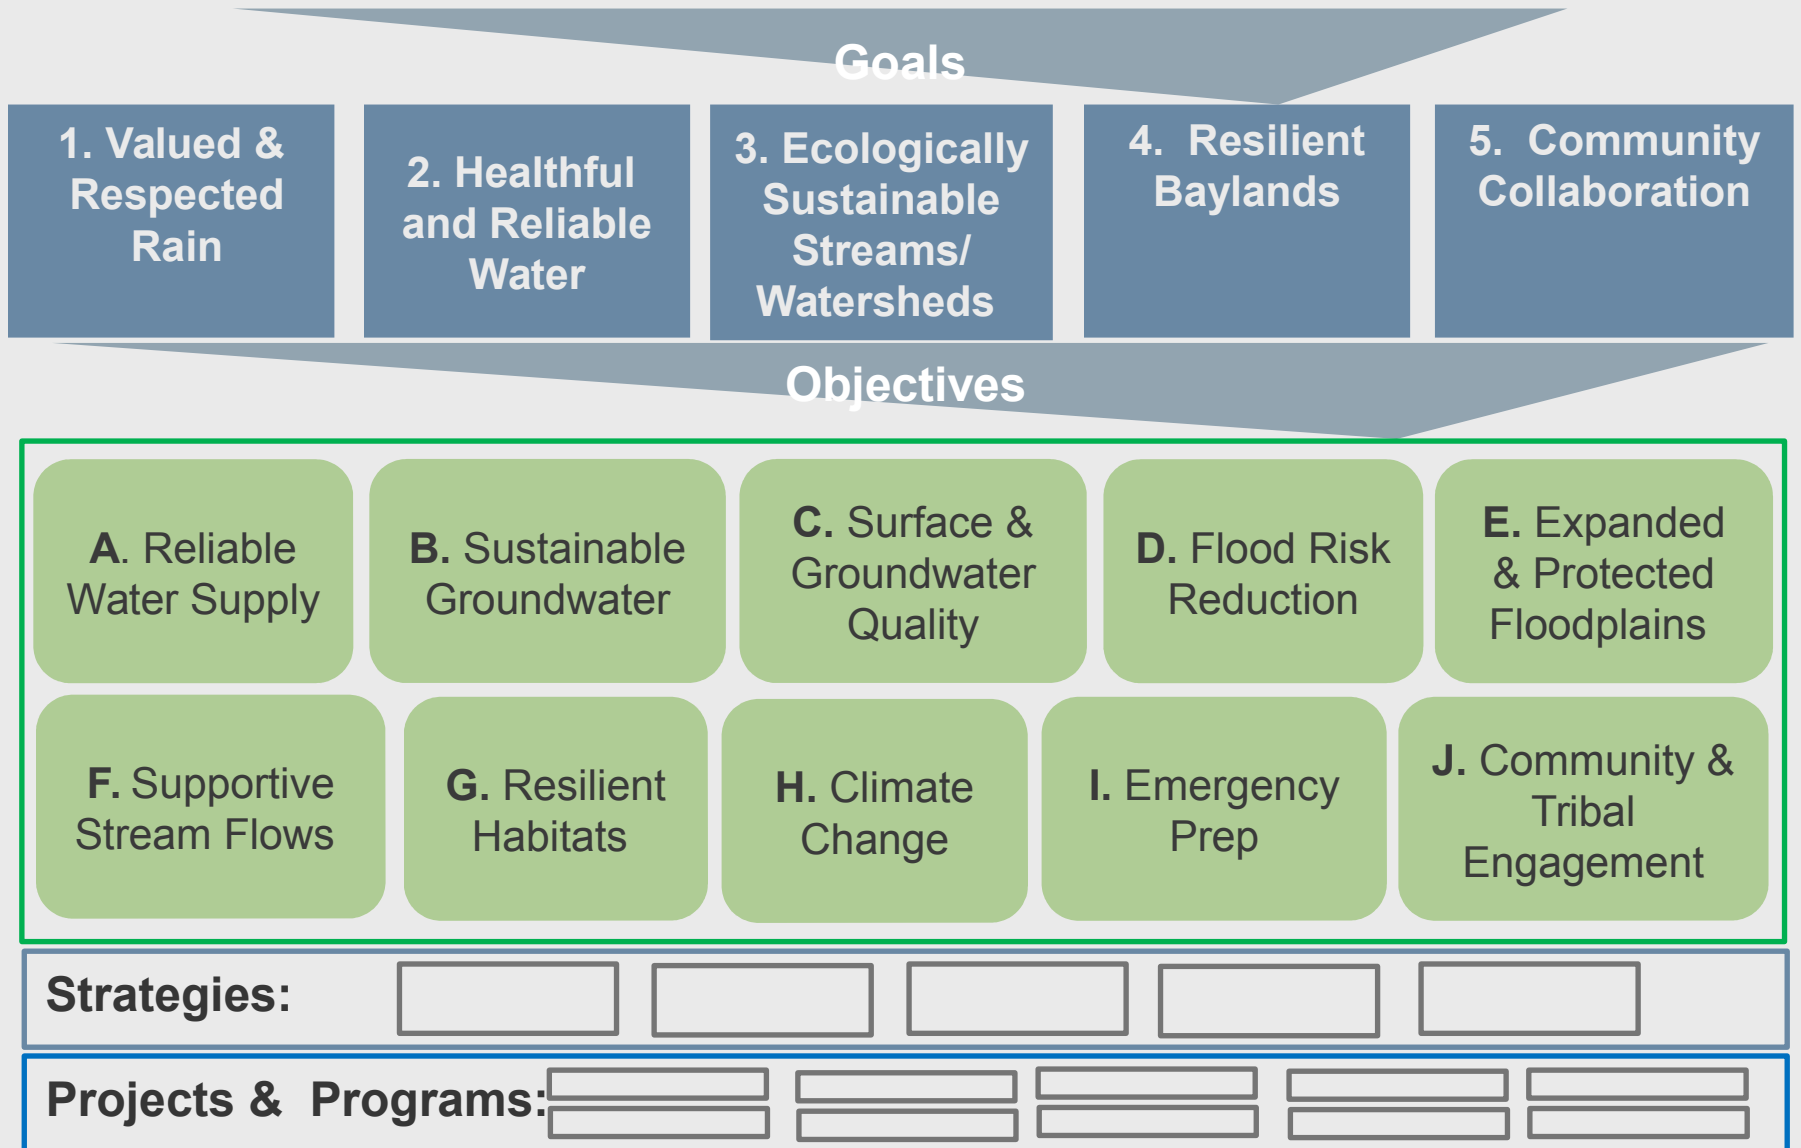 Goals
1. Valued &
Respected
Rain
2. Healthful
and Reliable
Water
3. Ecologically
Sustainable
Streams/
Watersheds
4. Resilient
Baylands
5. Community
Collaboration
Objectives
A. Reliable
Water Supply
B. Sustainable
Groundwater
C. Surface &
Groundwater
Quality
D. Flood Risk
Reduction
E. Expanded
& Protected
Floodplains
F. Supportive
Stream Flows
G. Resilient
Habitats
H. Climate
Change
I. Emergency
Prep
J. Community &
Tribal
Engagement
Strategies:
Projects & Programs: